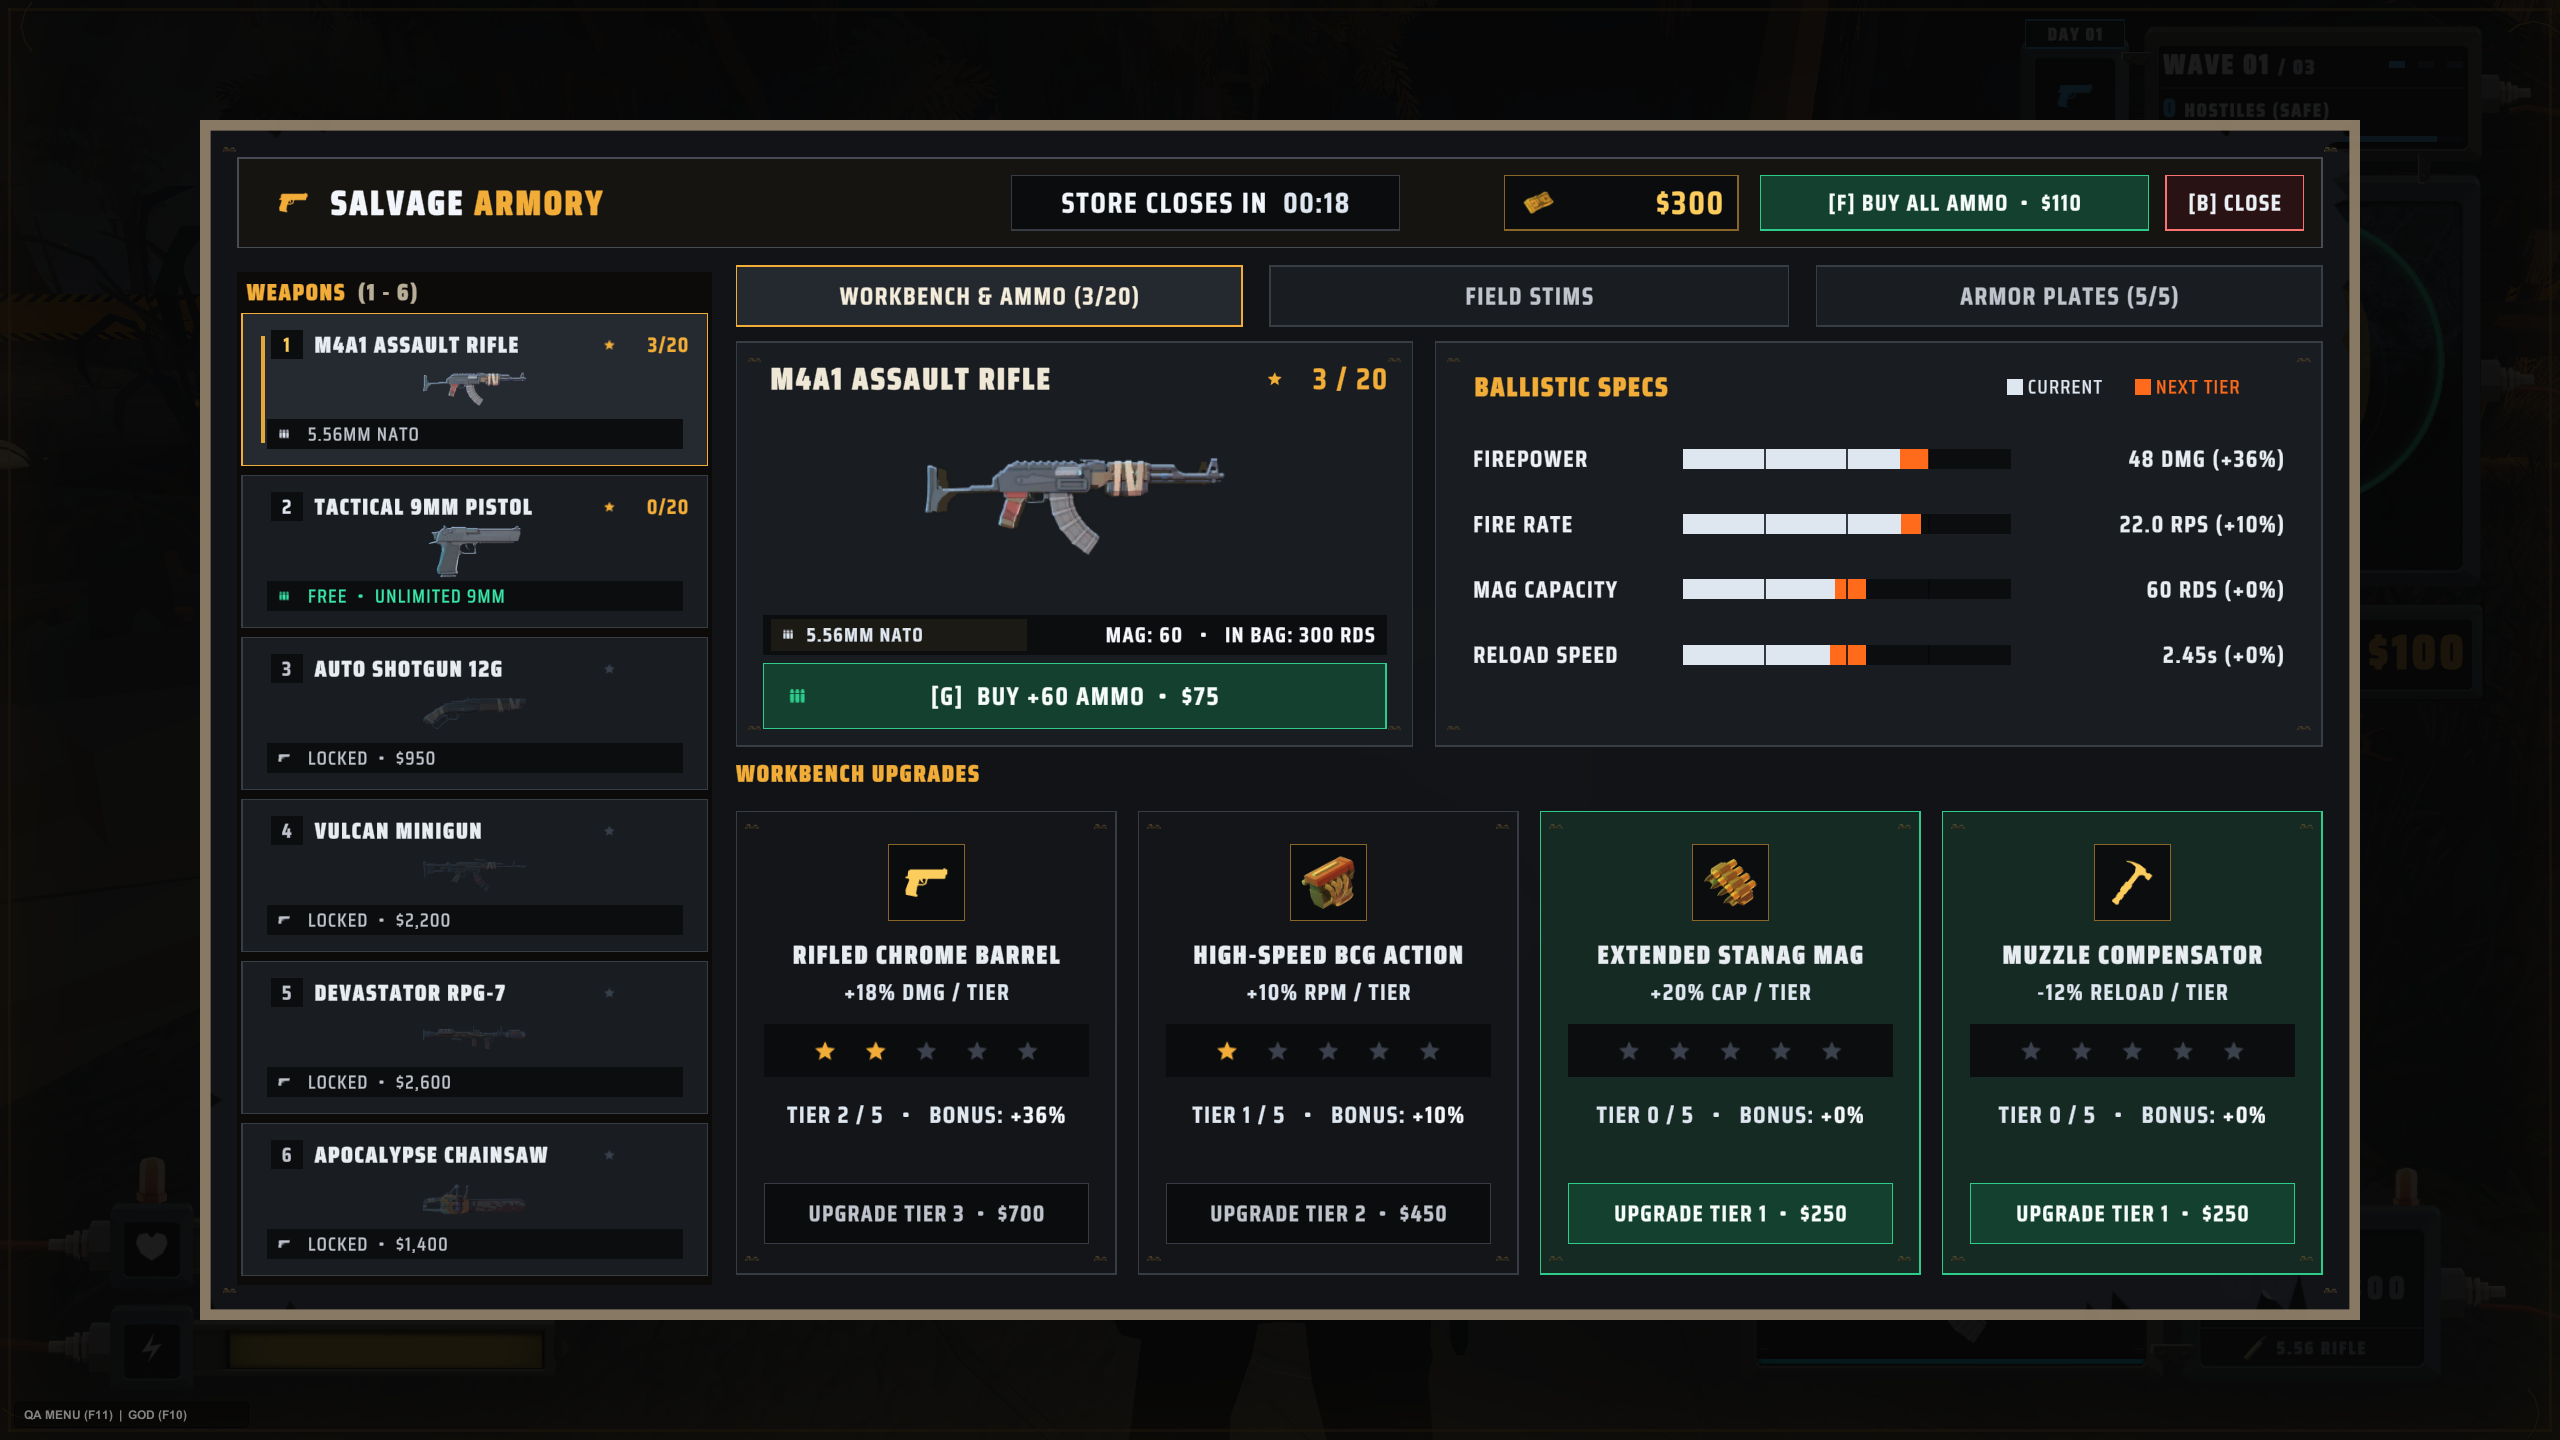 DAY 01
WAVE 01 / 03
0 HOSTILES (SAFE)
SALVAGE ARMORY
STORE CLOSES IN 00:18
$300
[F] BUY ALL AMMO • $110
[B] CLOSE
WEAPONS (1 - 6)
1 M4A1 ASSAULT RIFLE 3/20
5.56MM NATO
2 TACTICAL 9MM PISTOL 0/20
FREE • UNLIMITED 9MM
3 AUTO SHOTGUN 12G
LOCKED • $950
4 VULCAN MINIGUN
LOCKED • $2,200
5 DEVASTATOR RPG-7
LOCKED • $2,600
6 APOCALYPSE CHAINSAW
LOCKED • $1,400
WORKBENCH & AMMO (3/20)
FIELD STIMS
ARMOR PLATES (5/5)
M4A1 ASSAULT RIFLE 3 / 20
5.56MM NATO MAG: 60 • IN BAG: 300 RDS
[G] BUY +60 AMMO • $75
BALLISTIC SPECS CURRENT NEXT TIER
FIREPOWER 48 DMG (+36%)
FIRE RATE 22.0 RPS (+10%)
MAG CAPACITY 60 RDS (+0%)
RELOAD SPEED 2.45s (+0%)
$100
WORKBENCH UPGRADES
RIFLED CHROME BARREL
+18% DMG / TIER
TIER 2 / 5 • BONUS: +36%
UPGRADE TIER 3 • $700
HIGH-SPEED BCG ACTION
+10% RPM / TIER
TIER 1 / 5 • BONUS: +10%
UPGRADE TIER 2 • $450
EXTENDED STANAG MAG
+20% CAP / TIER
TIER 0 / 5 • BONUS: +0%
UPGRADE TIER 1 • $250
MUZZLE COMPENSATOR
-12% RELOAD / TIER
TIER 0 / 5 • BONUS: +0%
UPGRADE TIER 1 • $250
5.56 RIFLE
QA MENU (F11) | GOD (F10)